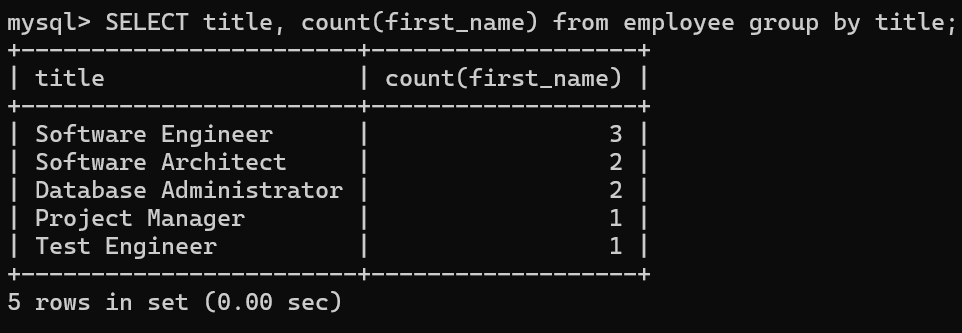 mysql> SELECT title, count(first_name) from employee group by title;
+------------------------+-------------------+
| title                  | count(first_name) |
+------------------------+-------------------+
| Software Engineer      |                 3 |
| Software Architect     |                 2 |
| Database Administrator |                 2 |
| Project Manager        |                 1 |
| Test Engineer          |                 1 |
+------------------------+-------------------+
5 rows in set (0.00 sec)